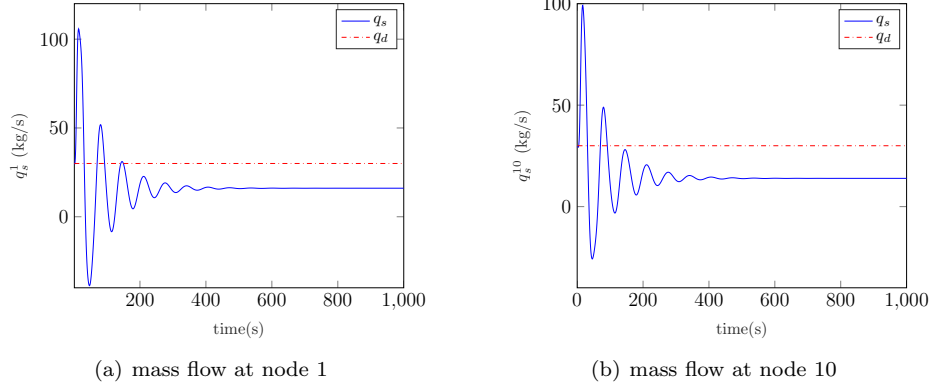 100
50
0
200 400 600 800 1,000
time(s)
q_s^1 (kg/s)
q_s
q_d
(a) mass flow at node 1
100
50
0
0 200 400 600 800 1,000
time(s)
q_s^10 (kg/s)
q_s
q_d
(b) mass flow at node 10